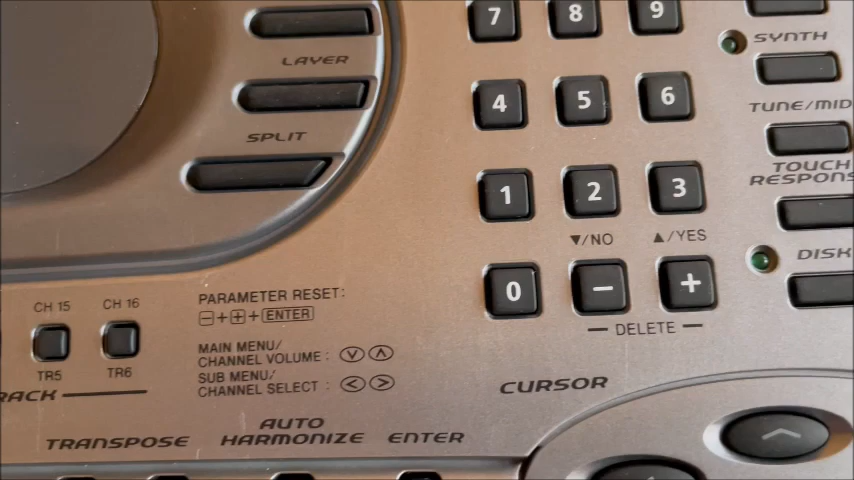 7 8 9
SYNTH
LAYER
4 5 6
TUNE/MID
SPLIT
TOUCH
RESPONS
1 2 3
▼/NO ▲/YES
DISK
0 − +
DELETE
CH 15 CH 16
PARAMETER RESET:
−+++ENTER
MAIN MENU/
CHANNEL VOLUME : ∨ ∧
SUB MENU/
CHANNEL SELECT : < >
TR5 TR6
RACK
CURSOR
TRANSPOSE
AUTO
HARMONIZE
ENTER